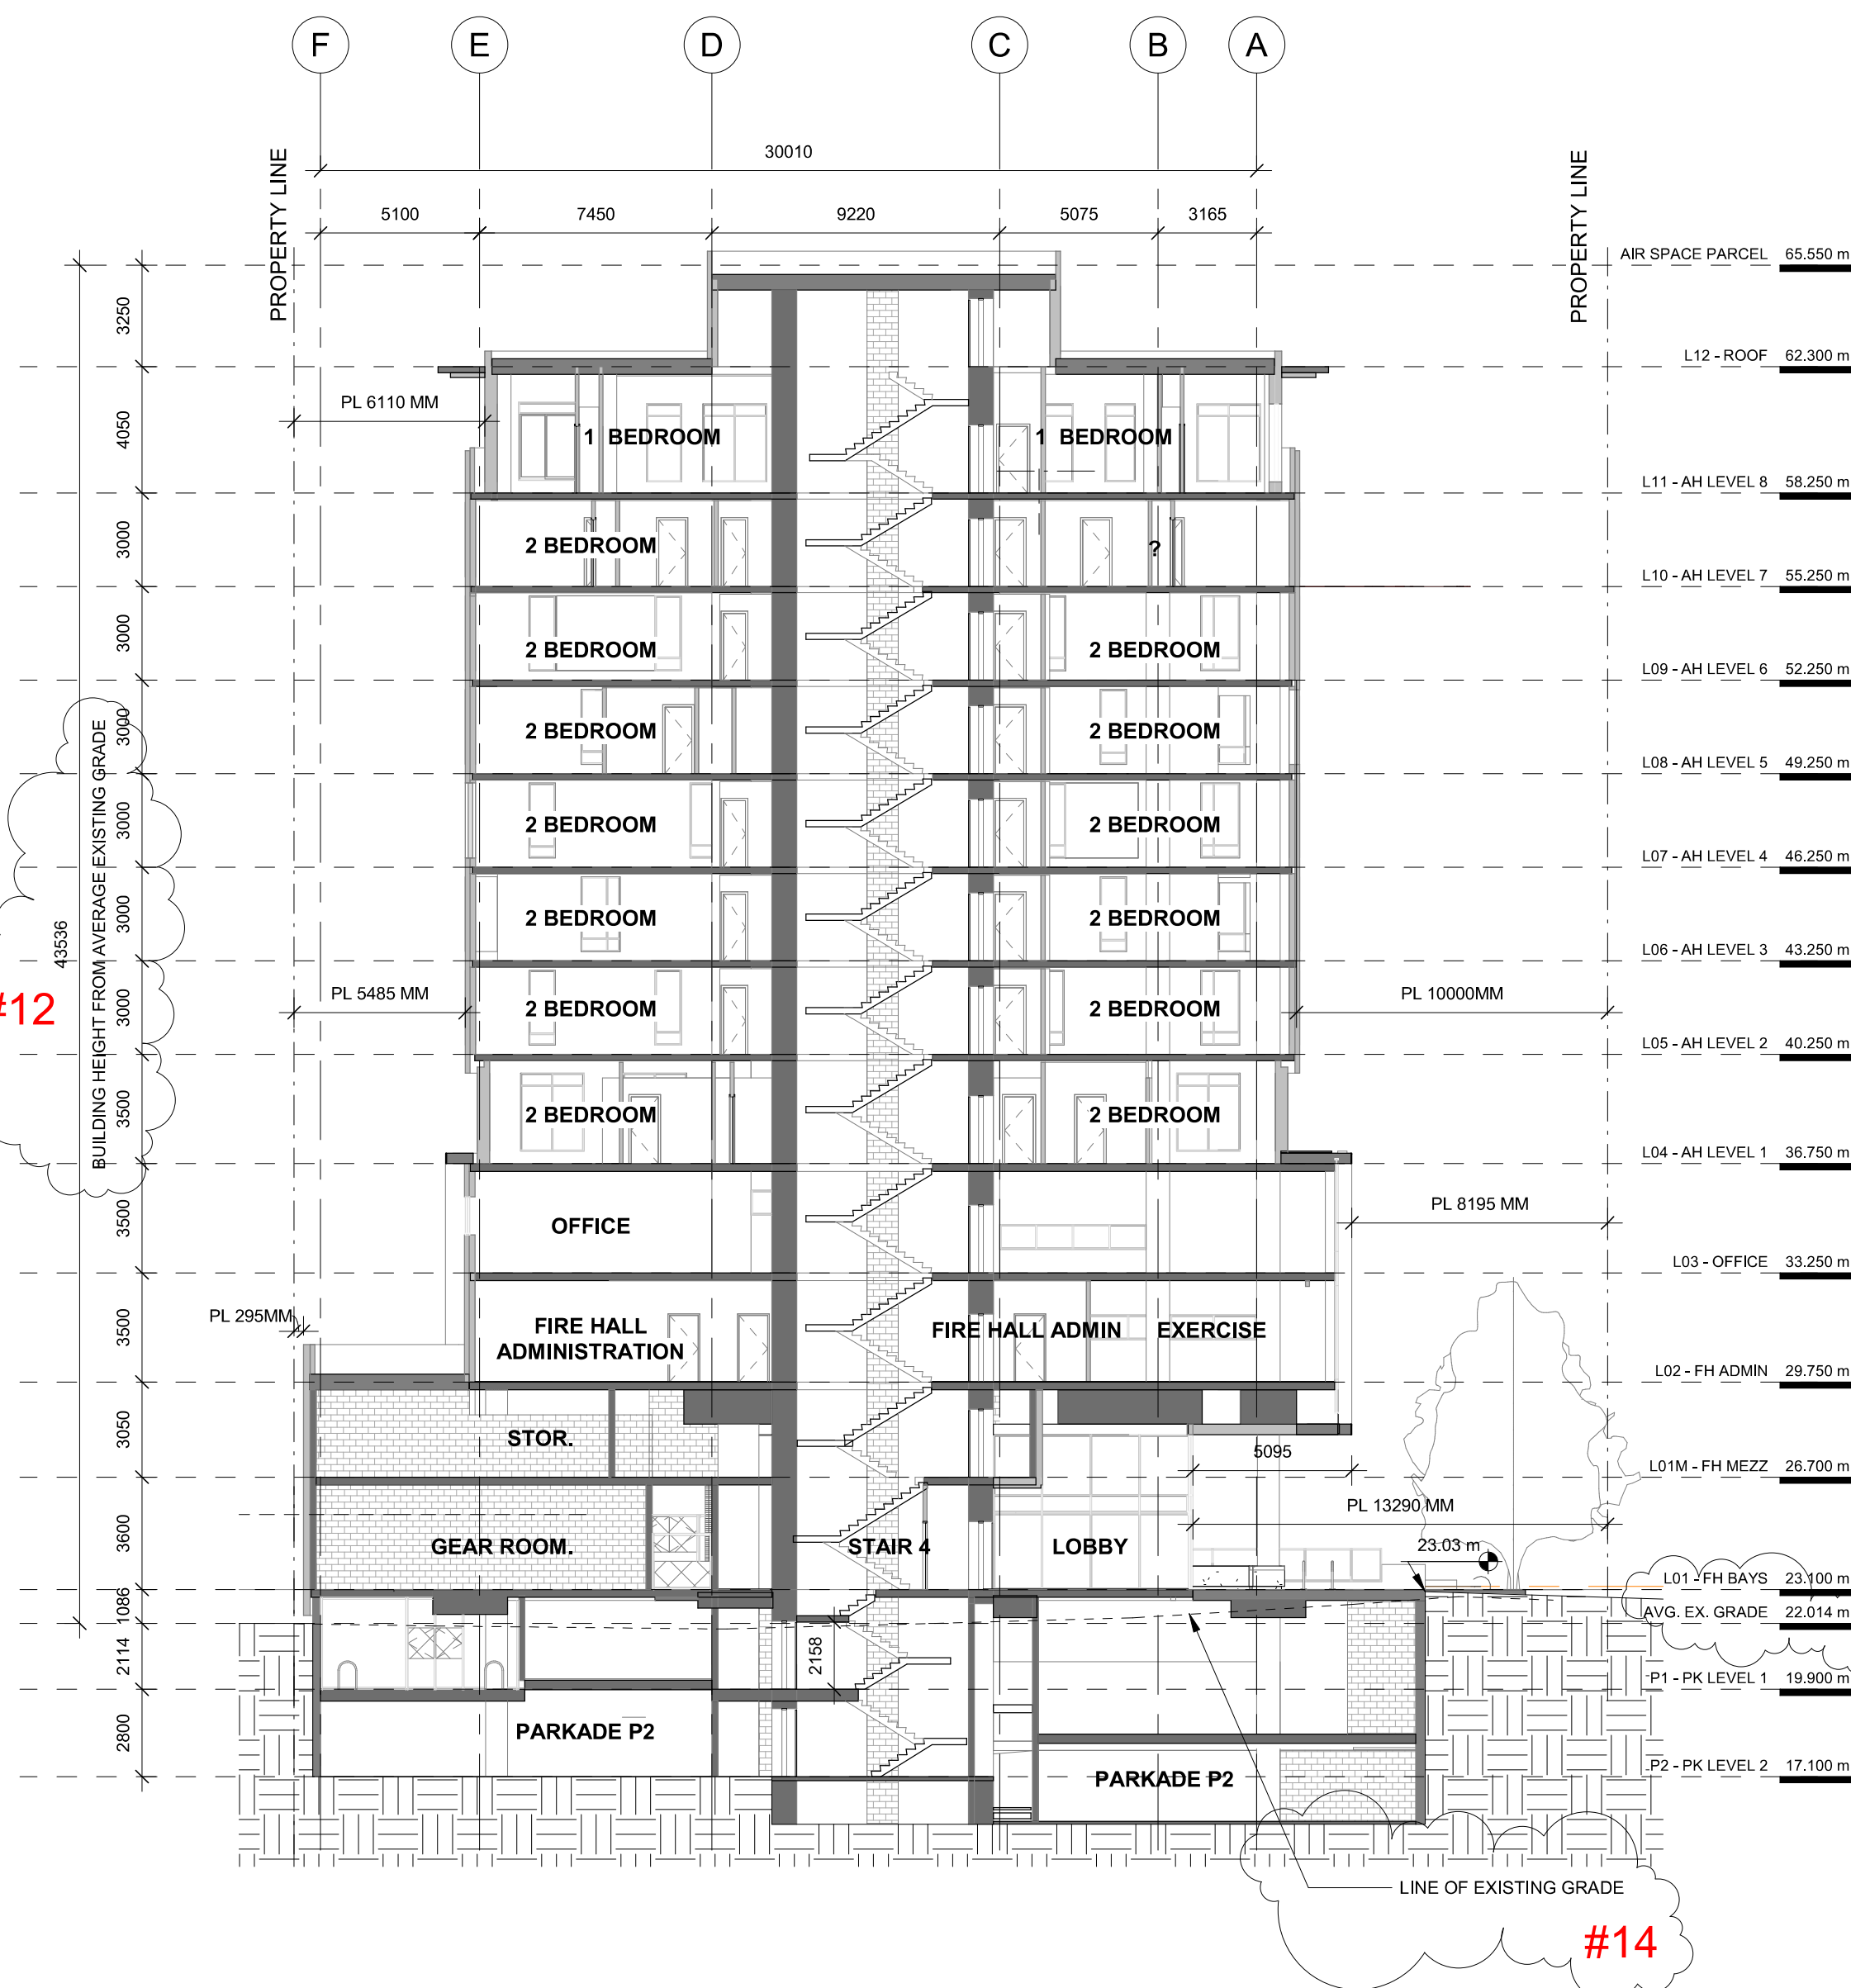 F
E
D
C
B
A
30010
PROPERTY LINE
PROPERTY LINE
5100
7450
9220
5075
3165
AIR SPACE PARCEL 65.550 m
3250
L12 - ROOF 62.300 m
PL 6110 MM
4050
1 BEDROOM
1 BEDROOM
L11 - AH LEVEL 8 58.250 m
3000
2 BEDROOM
?
L10 - AH LEVEL 7 55.250 m
3000
2 BEDROOM
2 BEDROOM
L09 - AH LEVEL 6 52.250 m
3000
2 BEDROOM
2 BEDROOM
L08 - AH LEVEL 5 49.250 m
3000
2 BEDROOM
2 BEDROOM
L07 - AH LEVEL 4 46.250 m
3000
2 BEDROOM
2 BEDROOM
43536
BUILDING HEIGHT FROM AVERAGE EXISTING GRADE
L06 - AH LEVEL 3 43.250 m
#12
3000
PL 5485 MM
2 BEDROOM
2 BEDROOM
PL 10000MM
L05 - AH LEVEL 2 40.250 m
3500
2 BEDROOM
2 BEDROOM
L04 - AH LEVEL 1 36.750 m
3500
OFFICE
PL 8195 MM
L03 - OFFICE 33.250 m
3500
PL 295MM
FIRE HALL
ADMINISTRATION
FIRE HALL ADMIN
EXERCISE
L02 - FH ADMIN 29.750 m
3050
STOR.
5095
L01M - FH MEZZ 26.700 m
PL 13290 MM
3600
GEAR ROOM.
STAIR 4
LOBBY
23.03 m
L01 - FH BAYS 23.100 m
1086
AVG. EX. GRADE 22.014 m
2114
2158
P1 - PK LEVEL 1 19.900 m
2800
PARKADE P2
P2 - PK LEVEL 2 17.100 m
PARKADE P2
LINE OF EXISTING GRADE
#14